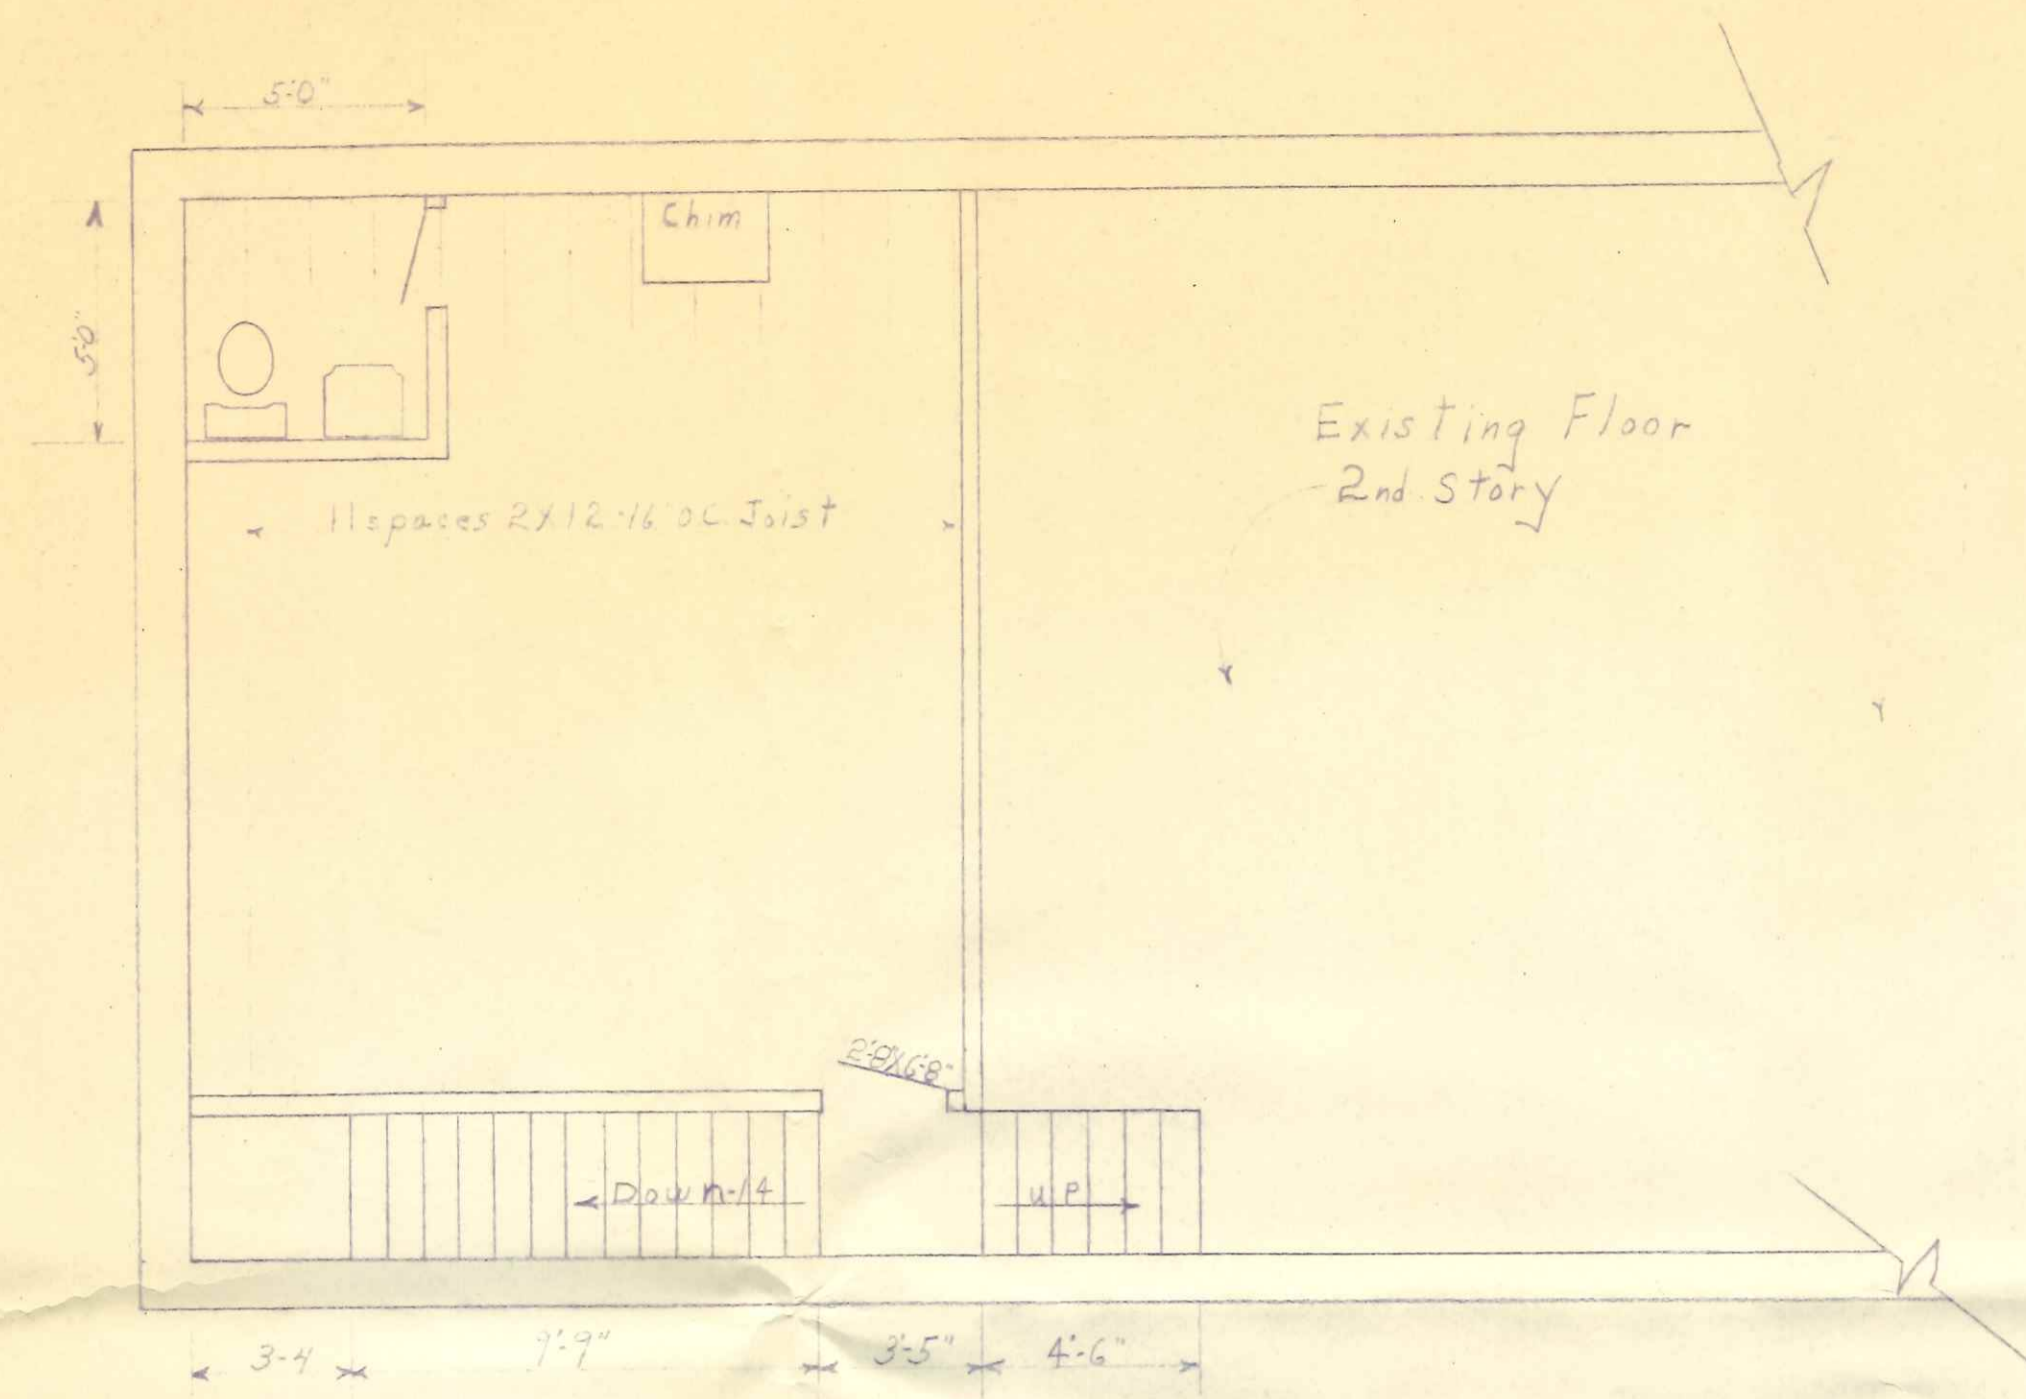 5'-0"
Chim
5'-0"
Existing Floor
2nd. Story
11 spaces 2X12-16 OC. Joist
2'-8"X6'-8"
Down-14
UP
3-4
9'-9"
3'-5"
4'-6"